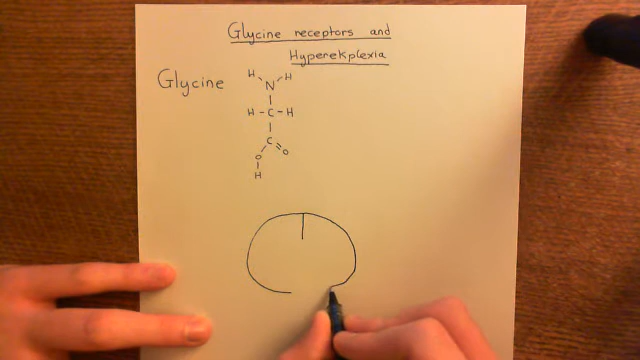 Glycine receptors and
Hyperekplexia
Glycine
H H
N
H - C - H
C
O O
H